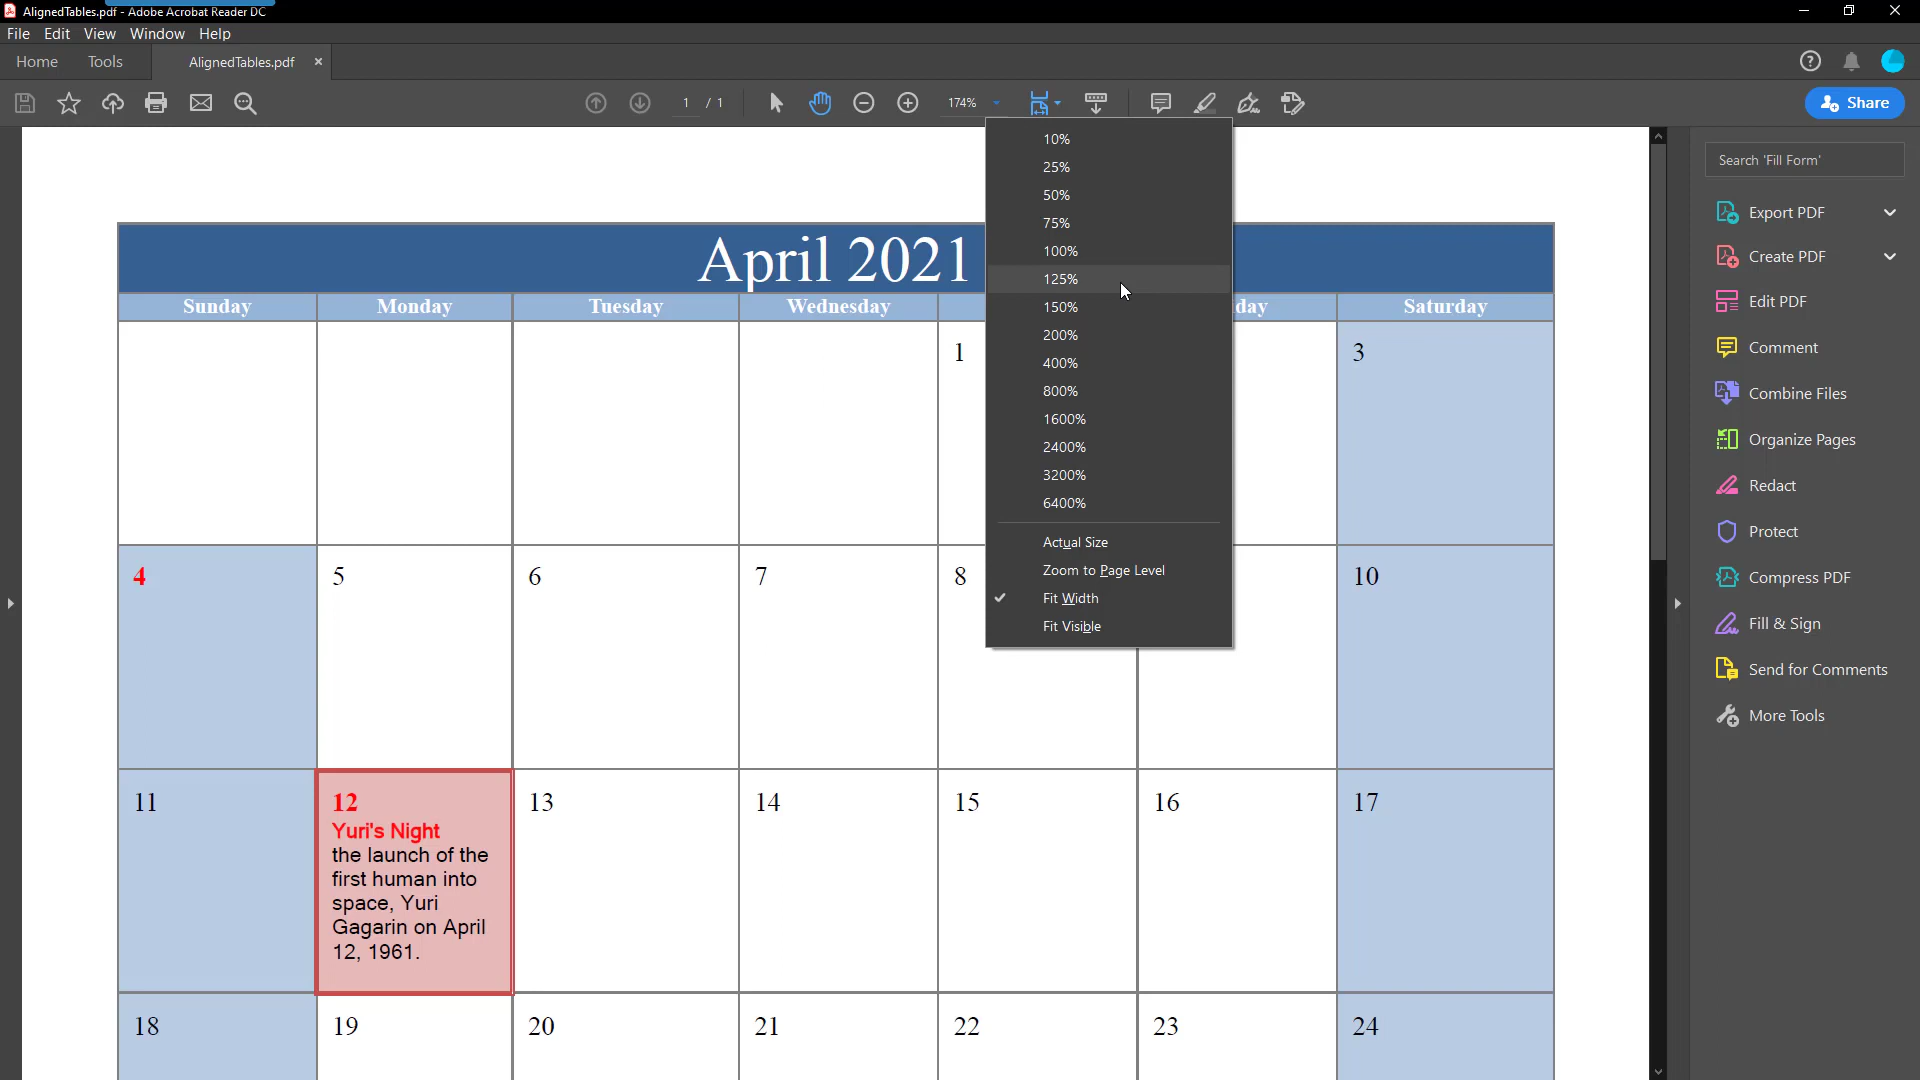 AlignedTables.pdf - Adobe Acrobat Reader DC
File Edit View Window Help
Home Tools AlignedTables.pdf
1 / 1 174% Share
10%
25%
50%
75%
100%
125%
150%
200%
400%
800%
1600%
2400%
3200%
6400%
Actual Size
Zoom to Page Level
Fit Width
Fit Visible
April 2021
Sunday Monday Tuesday Wednesday day Saturday
1 3
4 5 6 7 8 10
11 12 13 14 15 16 17
Yuri's Night
the launch of the
first human into
space, Yuri
Gagarin on April
12, 1961.
18 19 20 21 22 23 24
Search 'Fill Form'
Export PDF
Create PDF
Edit PDF
Comment
Combine Files
Organize Pages
Redact
Protect
Compress PDF
Fill & Sign
Send for Comments
More Tools